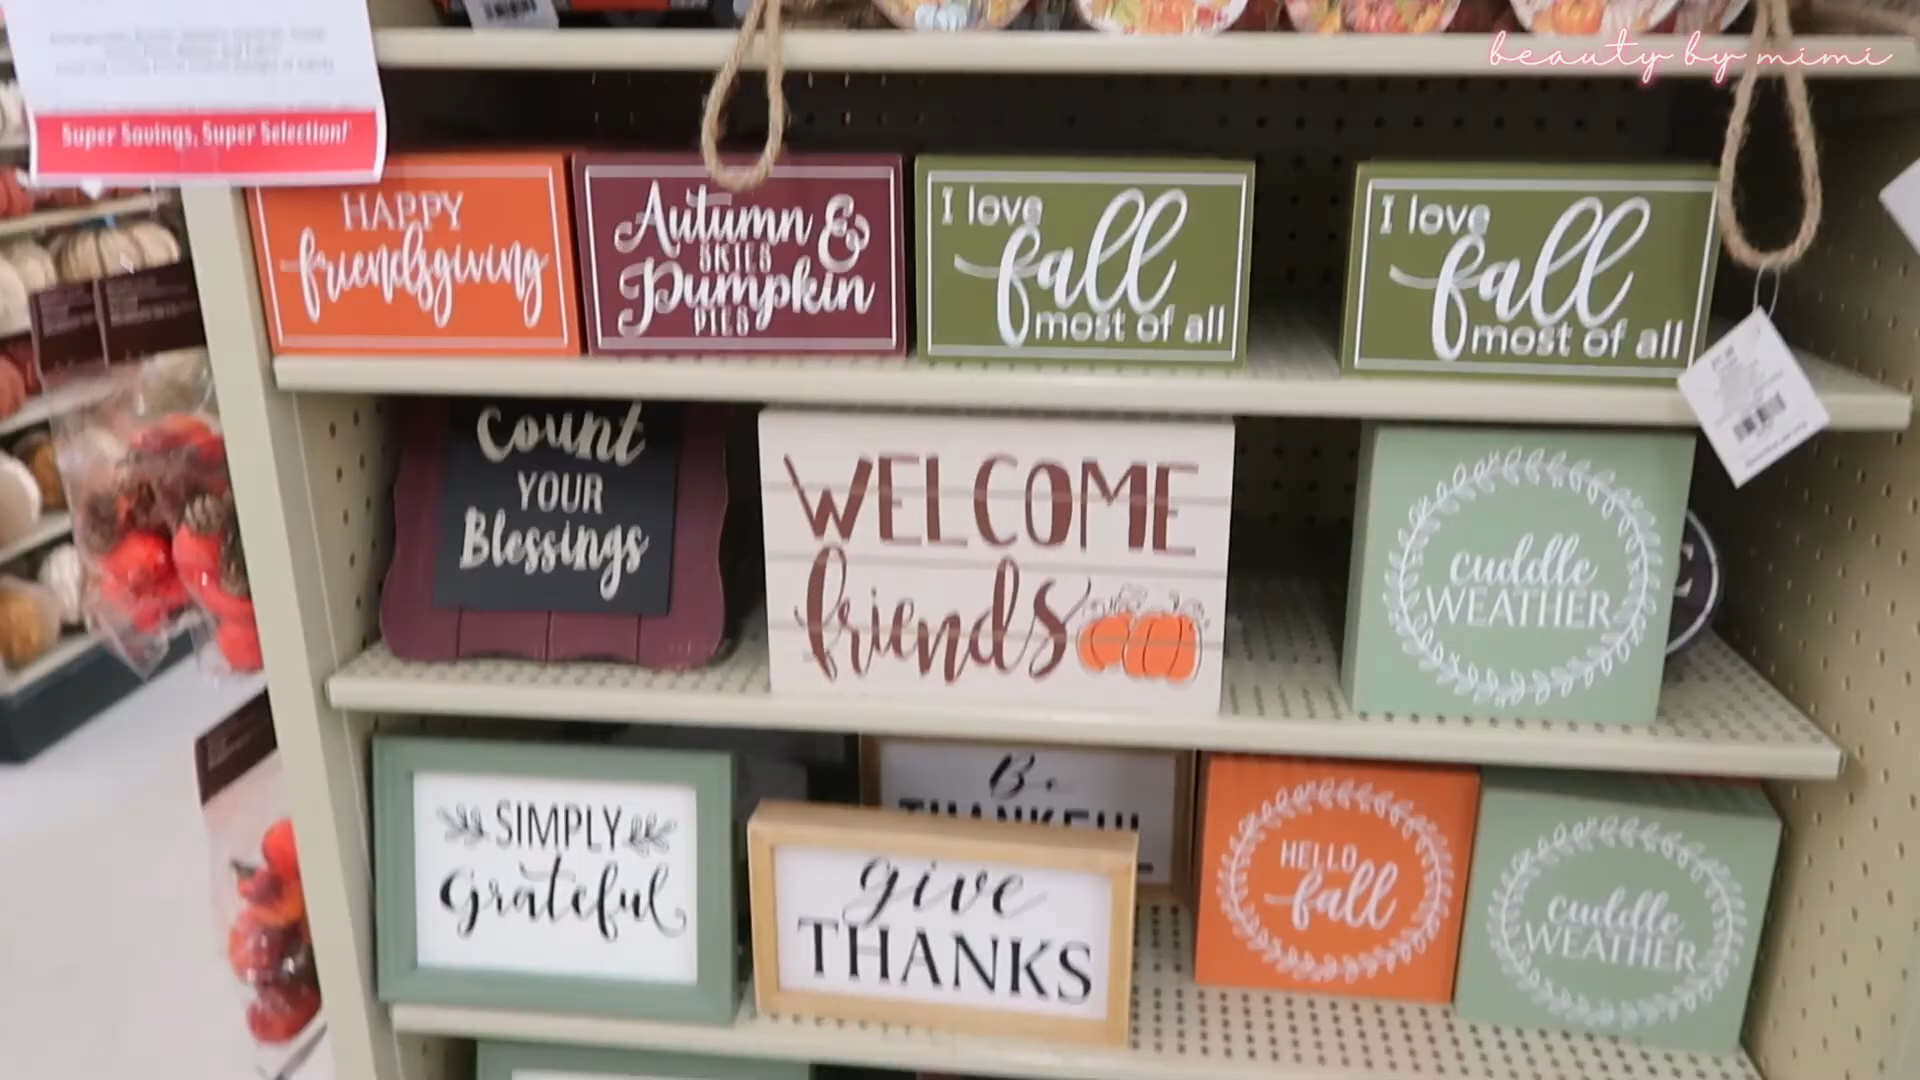 beauty by mimi
Super Savings, Super Selection!
HAPPY
friendsgiving
Autumn &
SKIES
Pumpkin
PIES
I love
fall
most of all
I love
fall
most of all
Count
YOUR
Blessings
WELCOME
friends
cuddle
WEATHER
E
SIMPLY
Grateful
Be
THANKFUL
give
THANKS
HELLO
fall
cuddle
WEATHER